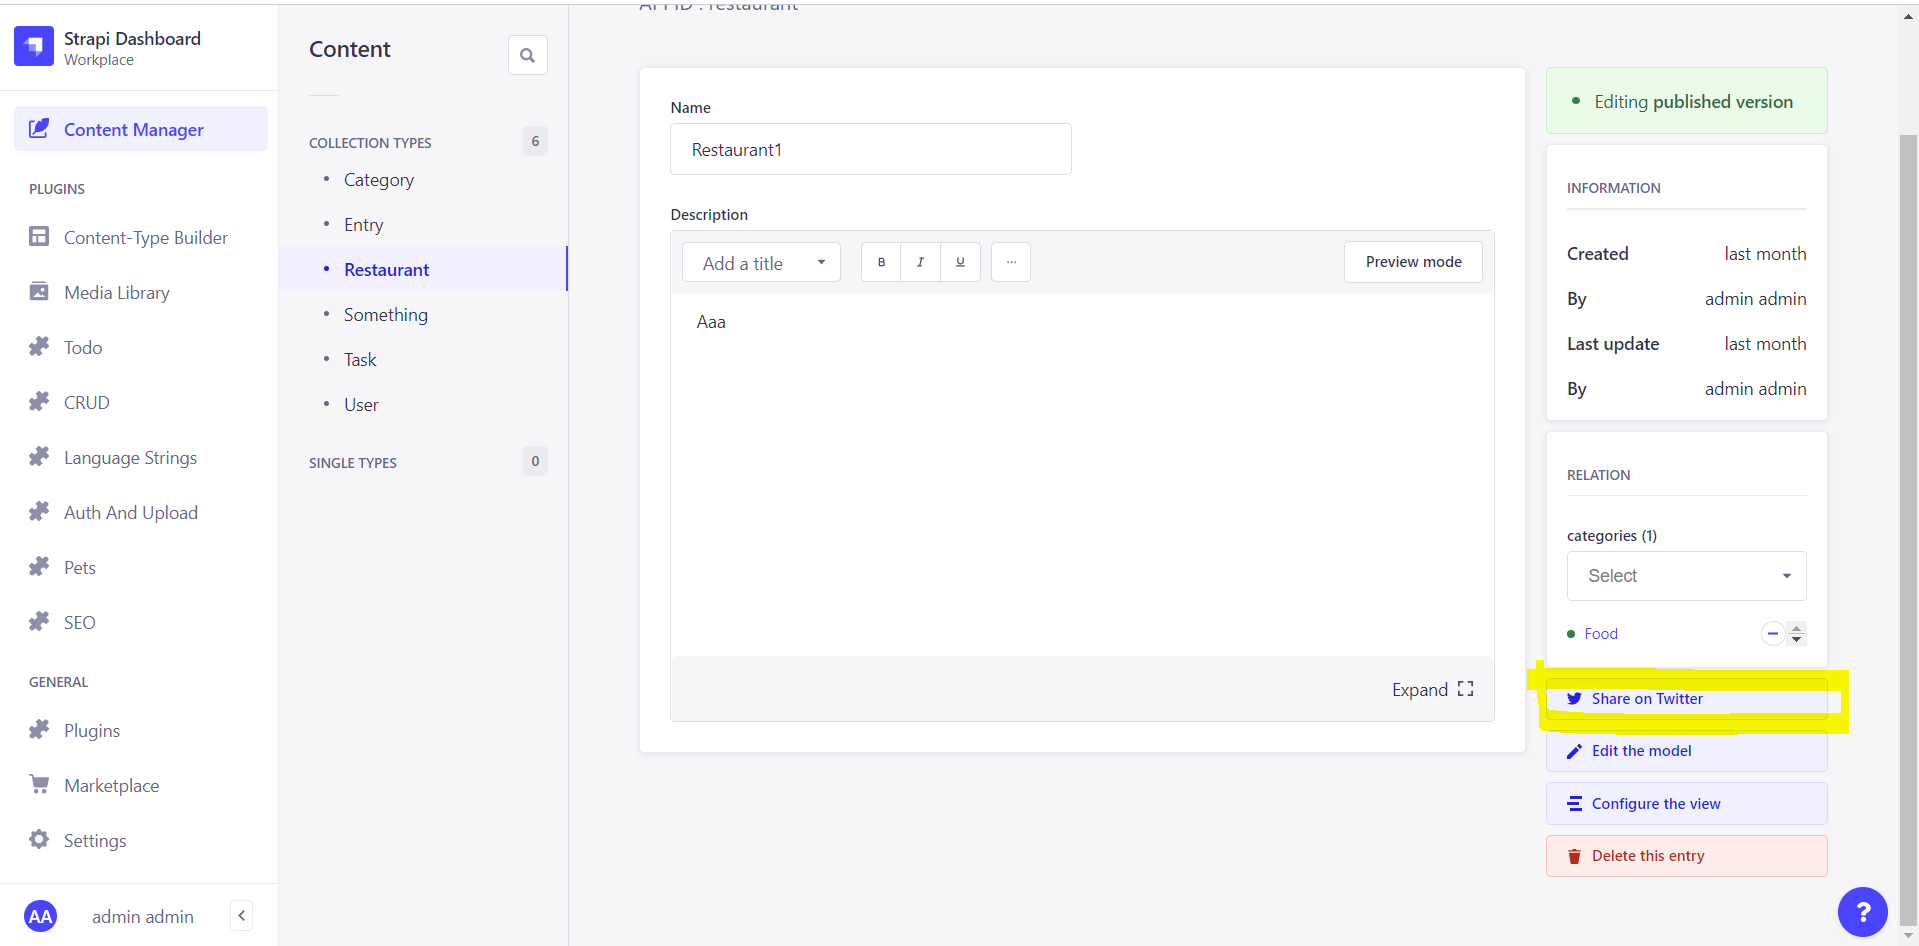 Strapi Dashboard
Workplace
Content Manager
PLUGINS
Content-Type Builder
Media Library
Todo
CRUD
Language Strings
Auth And Upload
Pets
SEO
GENERAL
Plugins
Marketplace
Settings
AA admin admin
Content
COLLECTION TYPES 6
Category
Entry
Restaurant
Something
Task
User
SINGLE TYPES 0
API ID : restaurant
Name
Restaurant1
Description
Add a title B I U ... Preview mode
Aaa
Expand
Editing published version
INFORMATION
Created last month
By admin admin
Last update last month
By admin admin
RELATION
categories (1)
Select
Food
Share on Twitter
Edit the model
Configure the view
Delete this entry
?